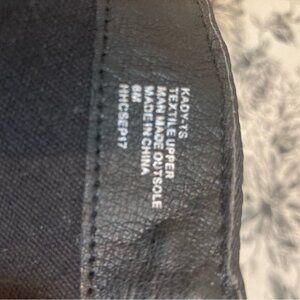 KADY-TS
TEXTILE UPPER
MAN MADE OUTSOLE
MADE IN CHINA
6M
HHCSEP17